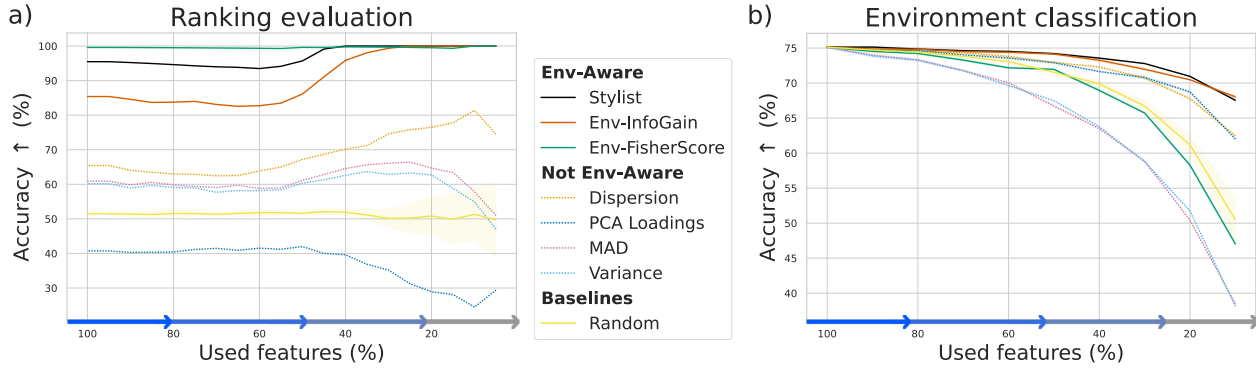 a)
Ranking evaluation
100
90
80
70
60
50
40
30
Accuracy ↑ (%)
100
80
60
40
20
Used features (%)
Env-Aware
Stylist
Env-InfoGain
Env-FisherScore
Not Env-Aware
Dispersion
PCA Loadings
MAD
Variance
Baselines
Random
b)
Environment classification
75
70
65
60
55
50
45
40
Accuracy ↑ (%)
100
80
60
40
20
Used features (%)